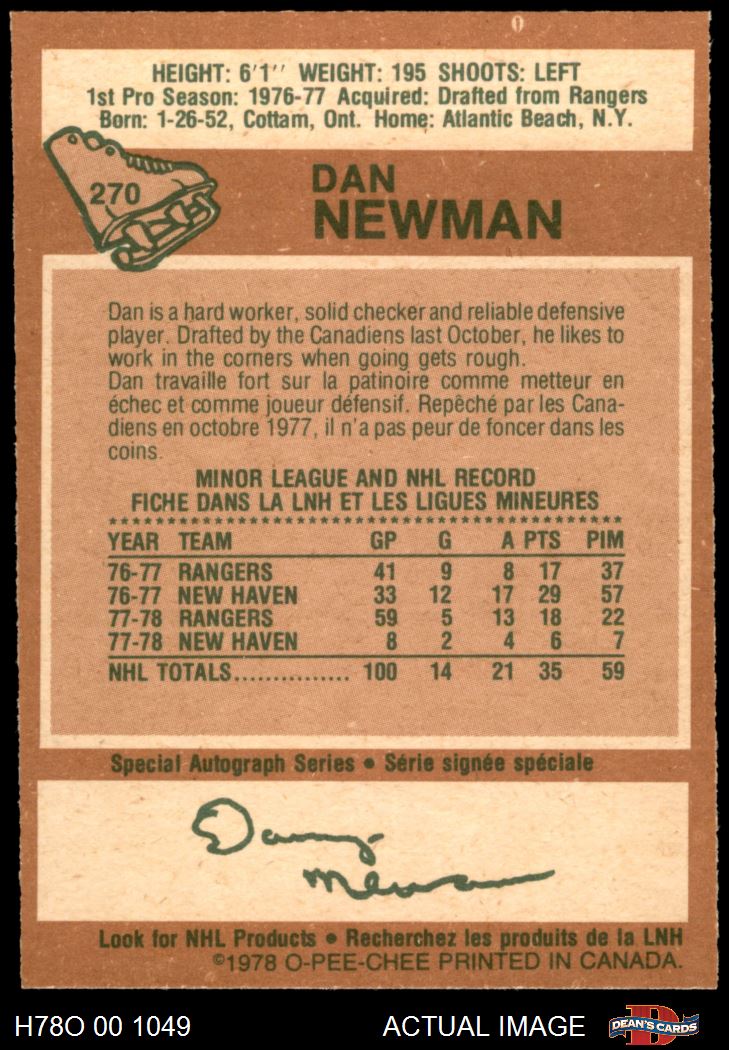 HEIGHT: 6'1'' WEIGHT: 195 SHOOTS: LEFT
1st Pro Season: 1976-77 Acquired: Drafted from Rangers
Born: 1-26-52, Cottam, Ont. Home: Atlantic Beach, N.Y.
270
DAN
NEWMAN
Dan is a hard worker, solid checker and reliable defensive
player. Drafted by the Canadiens last October, he likes to
work in the corners when going gets rough.
Dan travaille fort sur la patinoire comme metteur en
échec et comme joueur défensif. Repêché par les Cana-
diens en octobre 1977, il n'a pas peur de foncer dans les
coins.
MINOR LEAGUE AND NHL RECORD
FICHE DANS LA LNH ET LES LIGUES MINEURES
YEAR TEAM GP G A PTS PIM
76-77 RANGERS 41 9 8 17 37
76-77 NEW HAVEN 33 12 17 29 57
77-78 RANGERS 59 5 13 18 22
77-78 NEW HAVEN 8 2 4 6 7
NHL TOTALS............... 100 14 21 35 59
Special Autograph Series • Série signée spéciale
Danny
Newman
Look for NHL Products • Recherchez les produits de la LNH
©1978 O-PEE-CHEE PRINTED IN CANADA.
H78O 00 1049 ACTUAL IMAGE DEAN'S CARDS